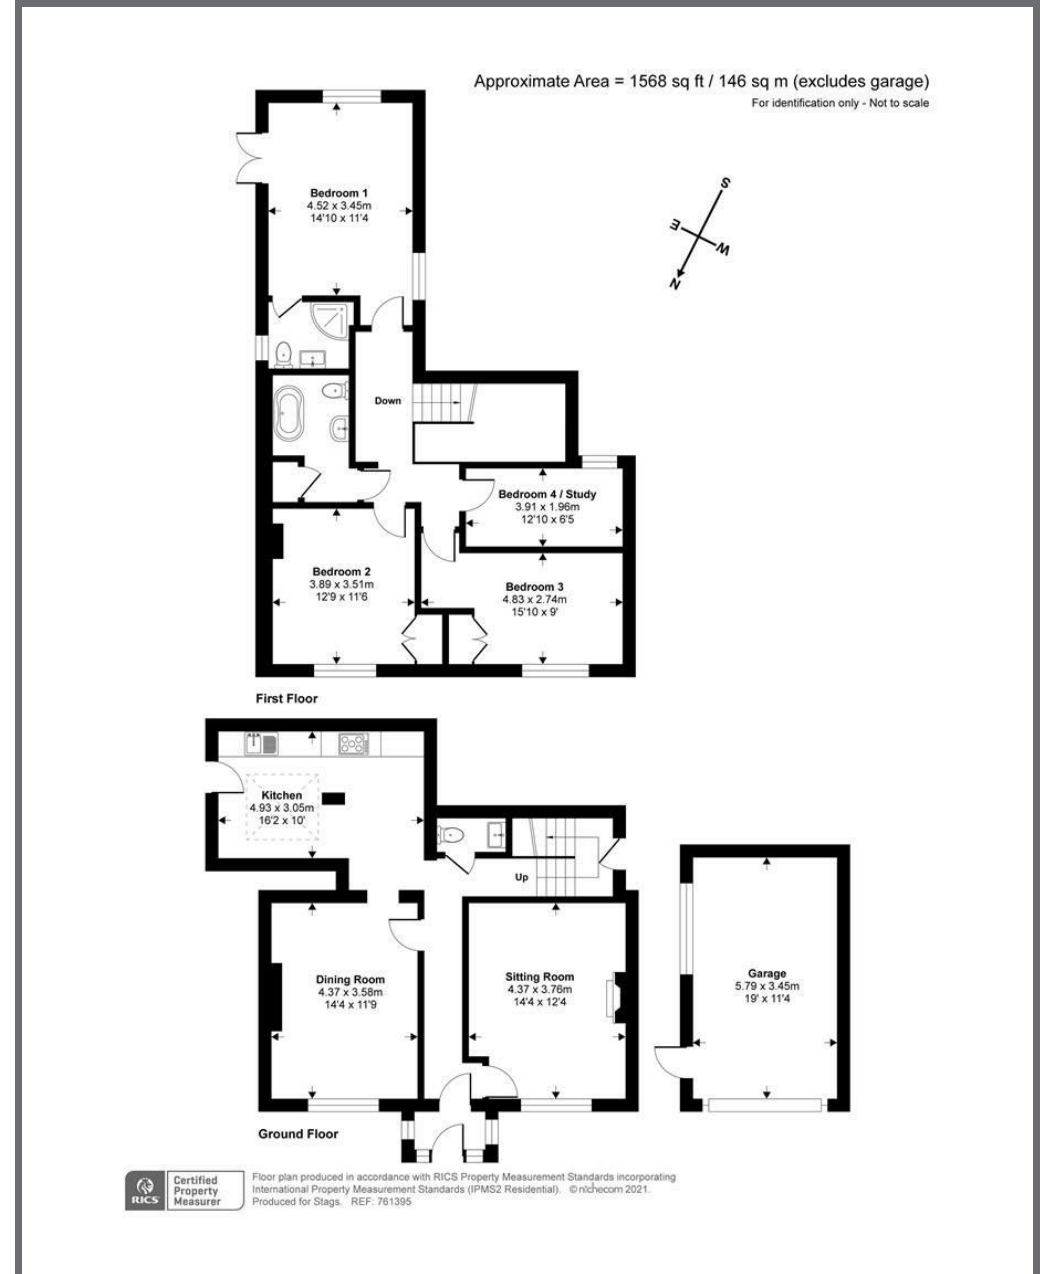 Approximate Area = 1568 sq ft / 146 sq m (excludes garage)
For identification only - Not to scale
S
E
W
N
Bedroom 1
4.52 x 3.45m
14'10 x 11'4
Down
Bedroom 4 / Study
3.91 x 1.96m
12'10 x 6'5
Bedroom 2
3.89 x 3.51m
12'9 x 11'6
Bedroom 3
4.83 x 2.74m
15'10 x 9'
First Floor
Kitchen
4.93 x 3.05m
16'2 x 10'
Up
Dining Room
4.37 x 3.58m
14'4 x 11'9
Sitting Room
4.37 x 3.76m
14'4 x 12'4
Garage
5.79 x 3.45m
19' x 11'4
Ground Floor
RICS
Certified
Property
Measurer
Floor plan produced in accordance with RICS Property Measurement Standards incorporating
International Property Measurement Standards (IPMS2 Residential). © nichecom 2021.
Produced for Stags. REF: 761395